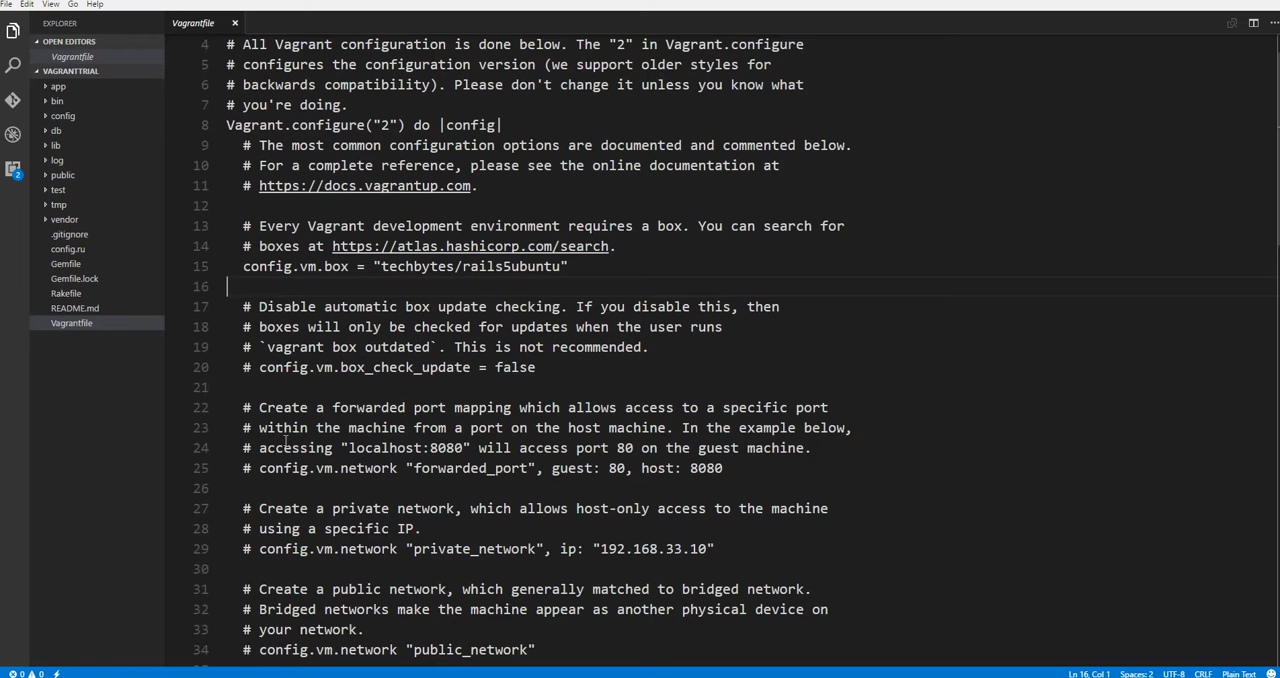 File Edit View Go Help
EXPLORER
OPEN EDITORS
Vagrantfile
VAGRANTTRIAL
app
bin
config
db
lib
log
public
test
tmp
vendor
.gitignore
config.ru
Gemfile
Gemfile.lock
Rakefile
README.md
Vagrantfile
2
Vagrantfile ×
4 # All Vagrant configuration is done below. The "2" in Vagrant.configure
5 # configures the configuration version (we support older styles for
6 # backwards compatibility). Please don't change it unless you know what
7 # you're doing.
8 Vagrant.configure("2") do |config|
9 # The most common configuration options are documented and commented below.
10 # For a complete reference, please see the online documentation at
11 # https://docs.vagrantup.com.
12
13 # Every Vagrant development environment requires a box. You can search for
14 # boxes at https://atlas.hashicorp.com/search.
15 config.vm.box = "techbytes/rails5ubuntu"
16
17 # Disable automatic box update checking. If you disable this, then
18 # boxes will only be checked for updates when the user runs
19 # `vagrant box outdated`. This is not recommended.
20 # config.vm.box_check_update = false
21
22 # Create a forwarded port mapping which allows access to a specific port
23 # within the machine from a port on the host machine. In the example below,
24 # accessing "localhost:8080" will access port 80 on the guest machine.
25 # config.vm.network "forwarded_port", guest: 80, host: 8080
26
27 # Create a private network, which allows host-only access to the machine
28 # using a specific IP.
29 # config.vm.network "private_network", ip: "192.168.33.10"
30
31 # Create a public network, which generally matched to bridged network.
32 # Bridged networks make the machine appear as another physical device on
33 # your network.
34 # config.vm.network "public_network"
0 0 Ln 16, Col 1 Spaces: 2 UTF-8 CRLF Plain Text